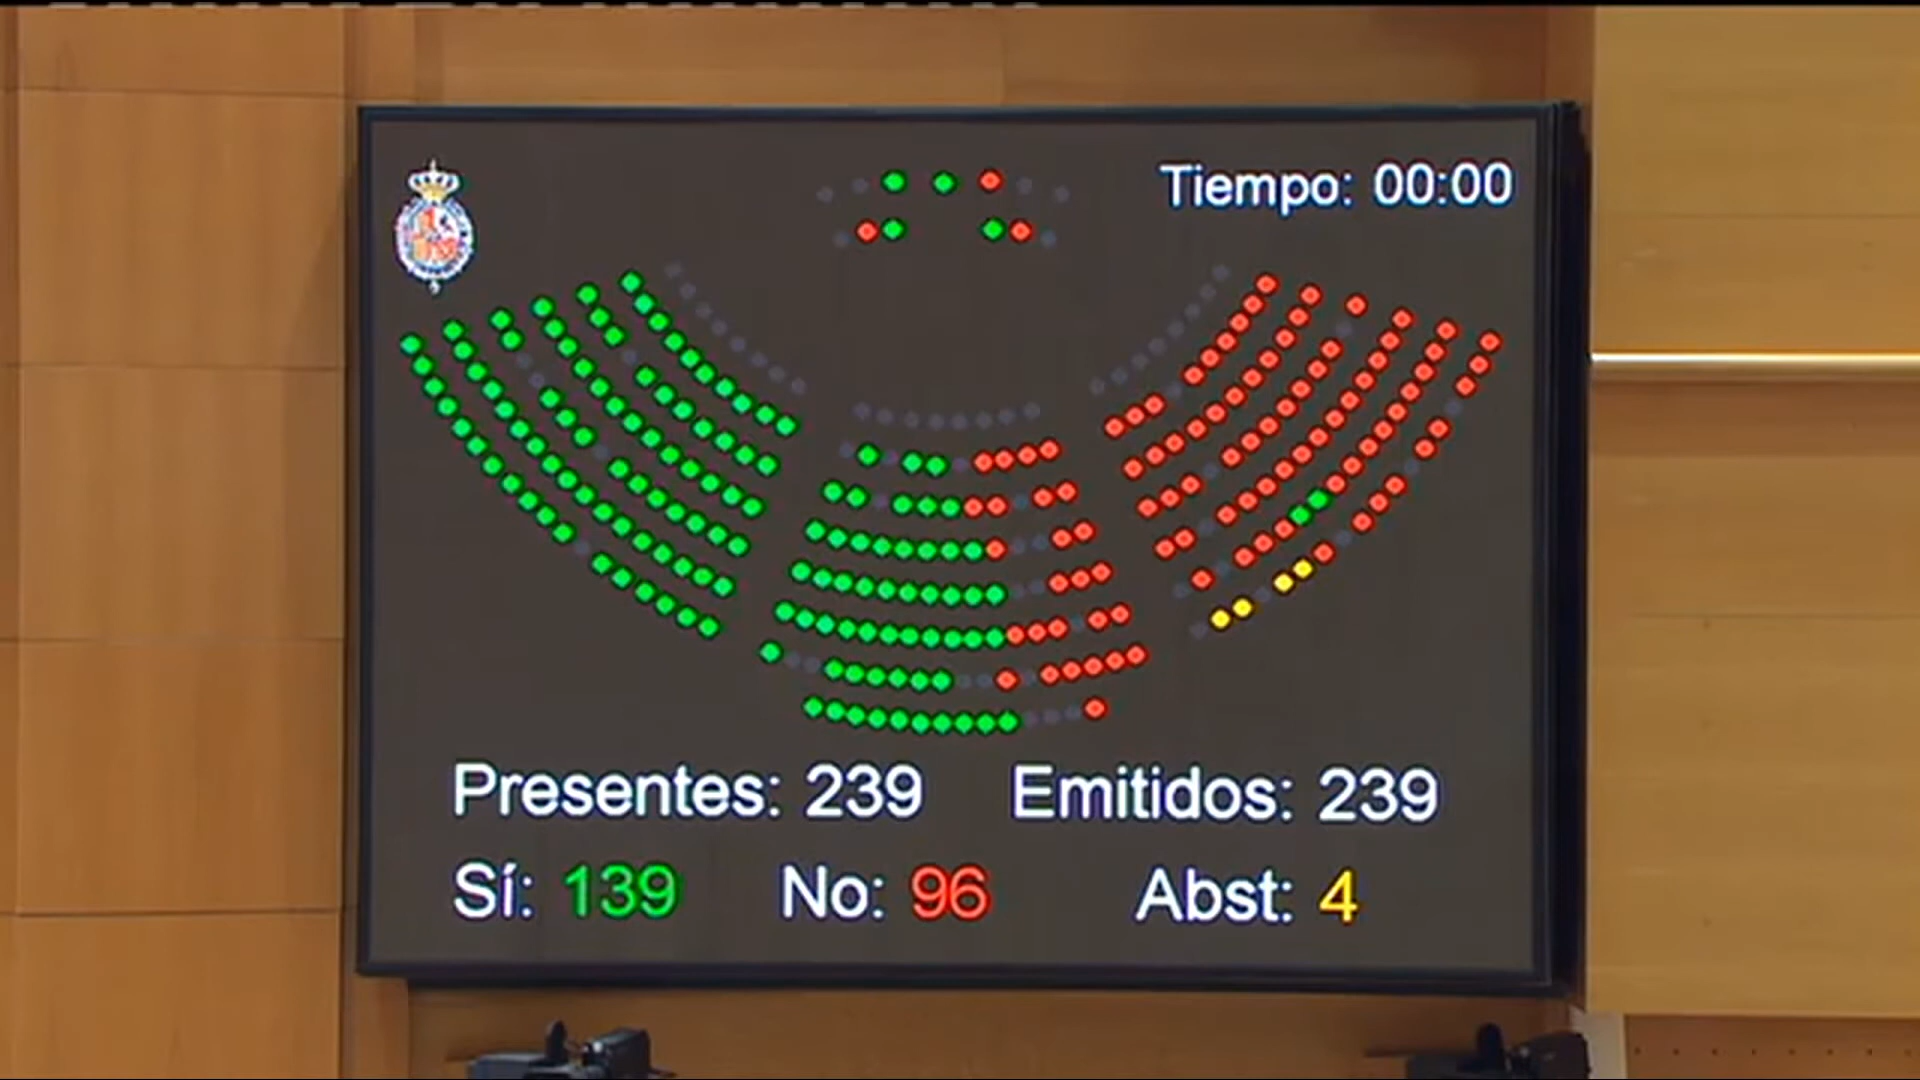 Tiempo: 00:00
Presentes: 239 Emitidos: 239
Sí: 139 No: 96 Abst: 4